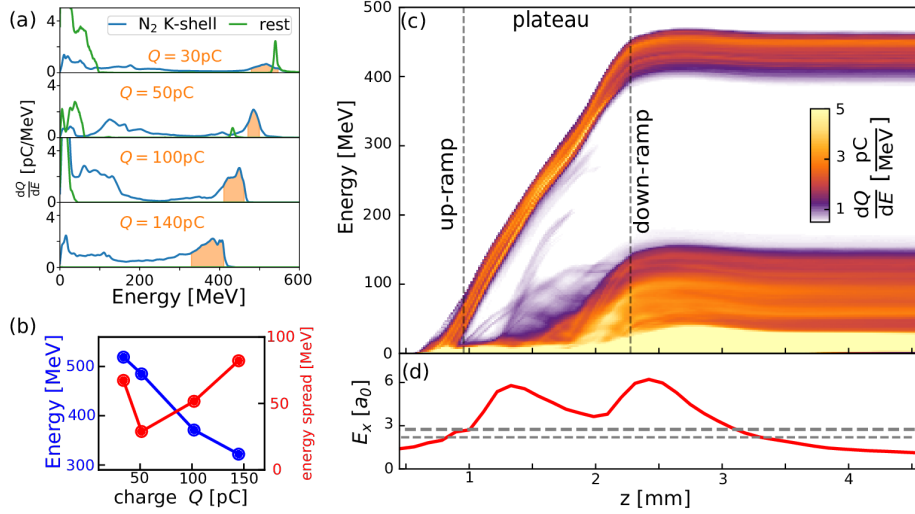 (a)
N₂ K-shell
rest
Q = 30pC
Q = 50pC
Q = 100pC
Q = 140pC
4
0
4
0
4
0
4
0
dQ/dE [pC/MeV]
0 200 400 600
Energy [MeV]
(b)
500
400
300
Energy [MeV]
100
50
0
energy spread [MeV]
50 100 150
charge Q [pC]
(c)
plateau
up-ramp
down-ramp
500
400
300
200
100
0
Energy [MeV]
5
3
1
dQ/dE [pC/MeV]
(d)
6
3
0
Eₓ [a₀]
1 2 3 4
z [mm]